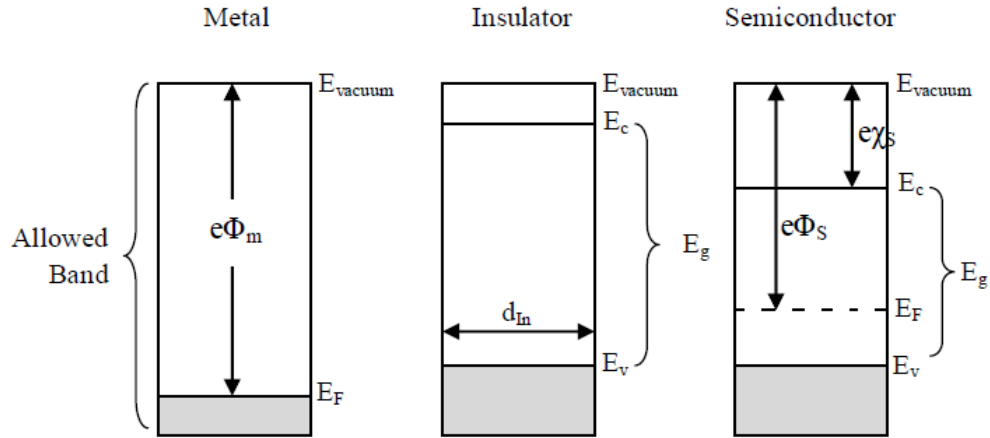 Metal
Insulator
Semiconductor
E_vacuum
E_vacuum
E_vacuum
E_c
eχ_S
E_c
eΦ_m
eΦ_S
Allowed
Band
E_g
E_g
d_In
E_F
E_v
E_v
E_F